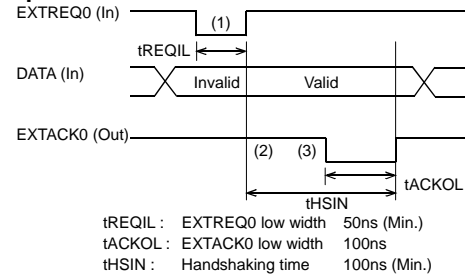 EXTREQ0 (In)
(1)
tREQIL
DATA (In)
Invalid
Valid
EXTACK0 (Out)
(2)
(3)
tACKOL
tHSIN
tREQIL : EXTREQ0 low width 50ns (Min.)
tACKOL : EXTACK0 low width 100ns
tHSIN : Handshaking time 100ns (Min.)